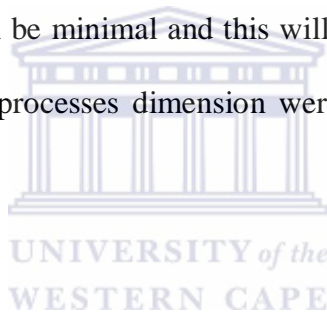 be minimal and this will
processes dimension wer
UNIVERSITY of the
WESTERN CAPE